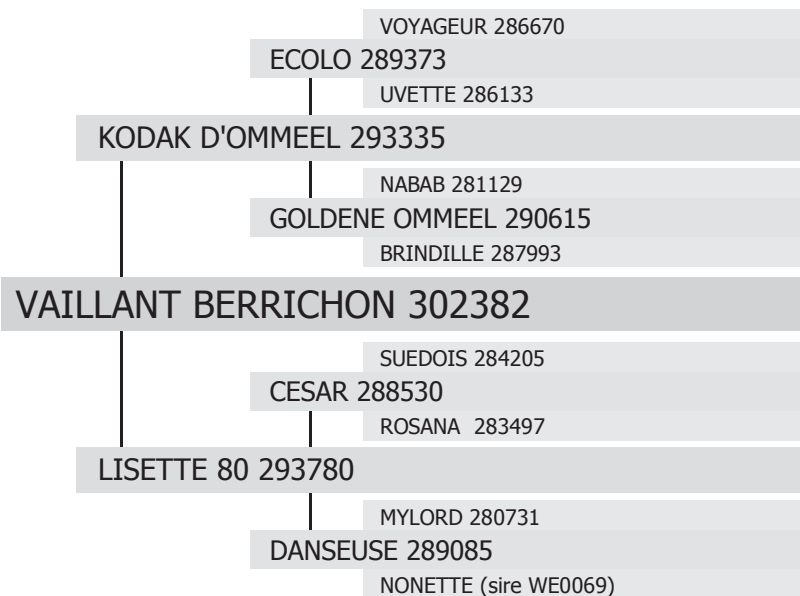 VOYAGEUR 286670
ECOLO 289373
UVETTE 286133
KODAK D'OMMEEL 293335
NABAB 281129
GOLDENE OMMEEL 290615
BRINDILLE 287993
VAILLANT BERRICHON 302382
SUEDOIS 284205
CESAR 288530
ROSANA 283497
LISETTE 80 293780
MYLORD 280731
DANSEUSE 289085
NONETTE (sire WE0069)